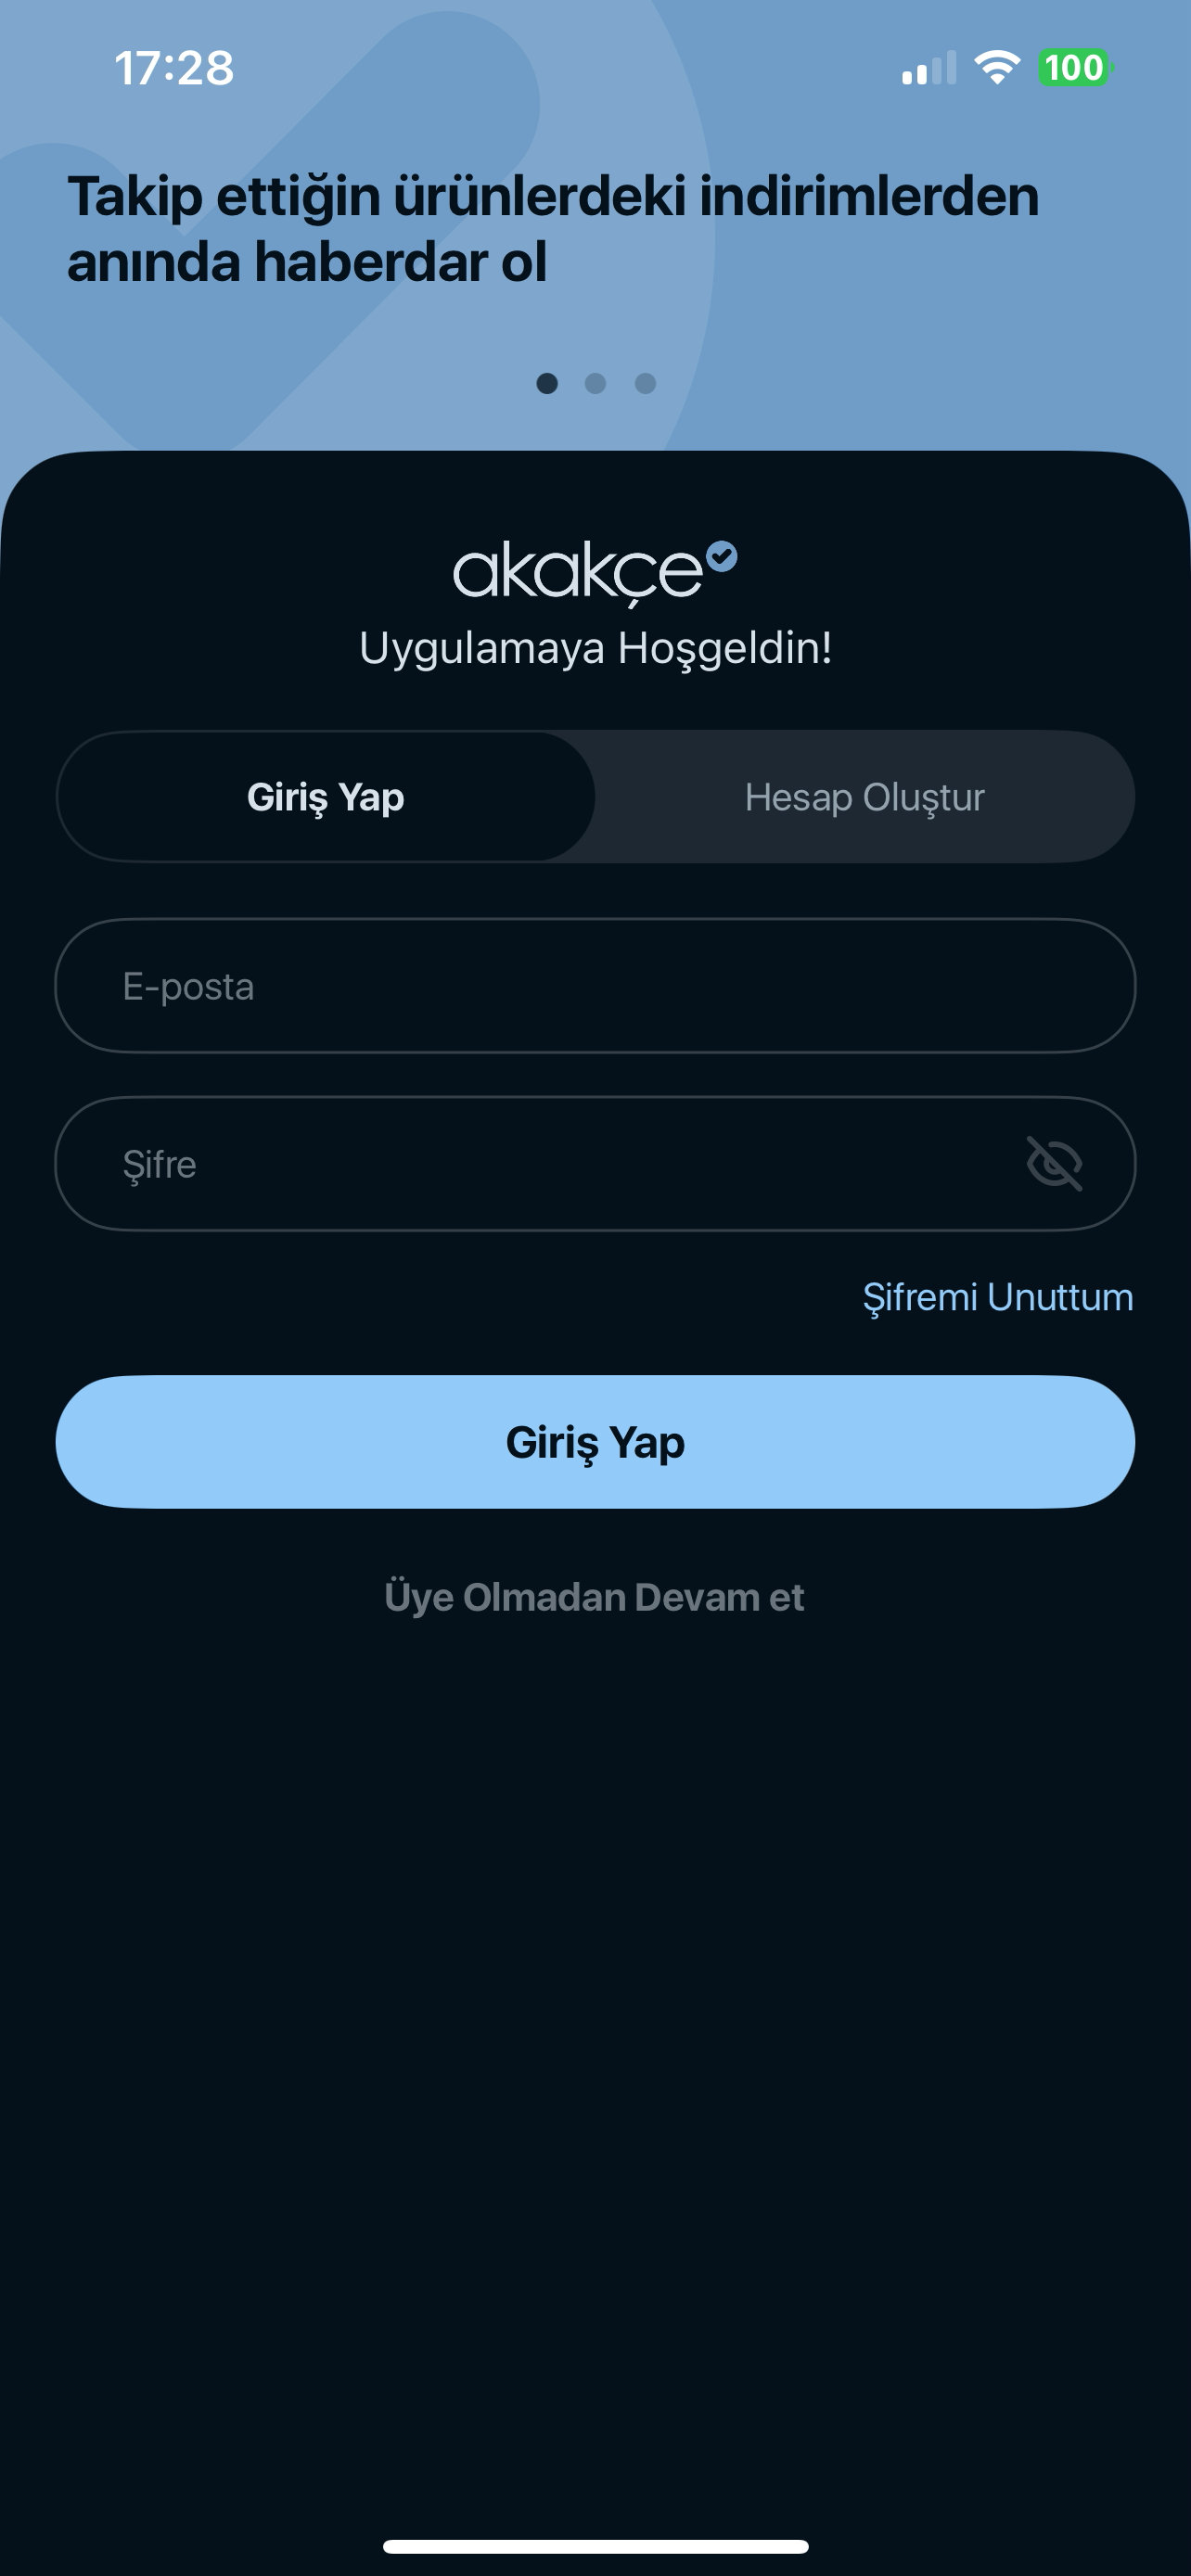 17:28
100
Takip ettiğin ürünlerdeki indirimlerden
anında haberdar ol
akakçe
Uygulamaya Hoşgeldin!
Giriş Yap
Hesap Oluştur
E-posta
Şifre
Şifremi Unuttum
Giriş Yap
Üye Olmadan Devam et